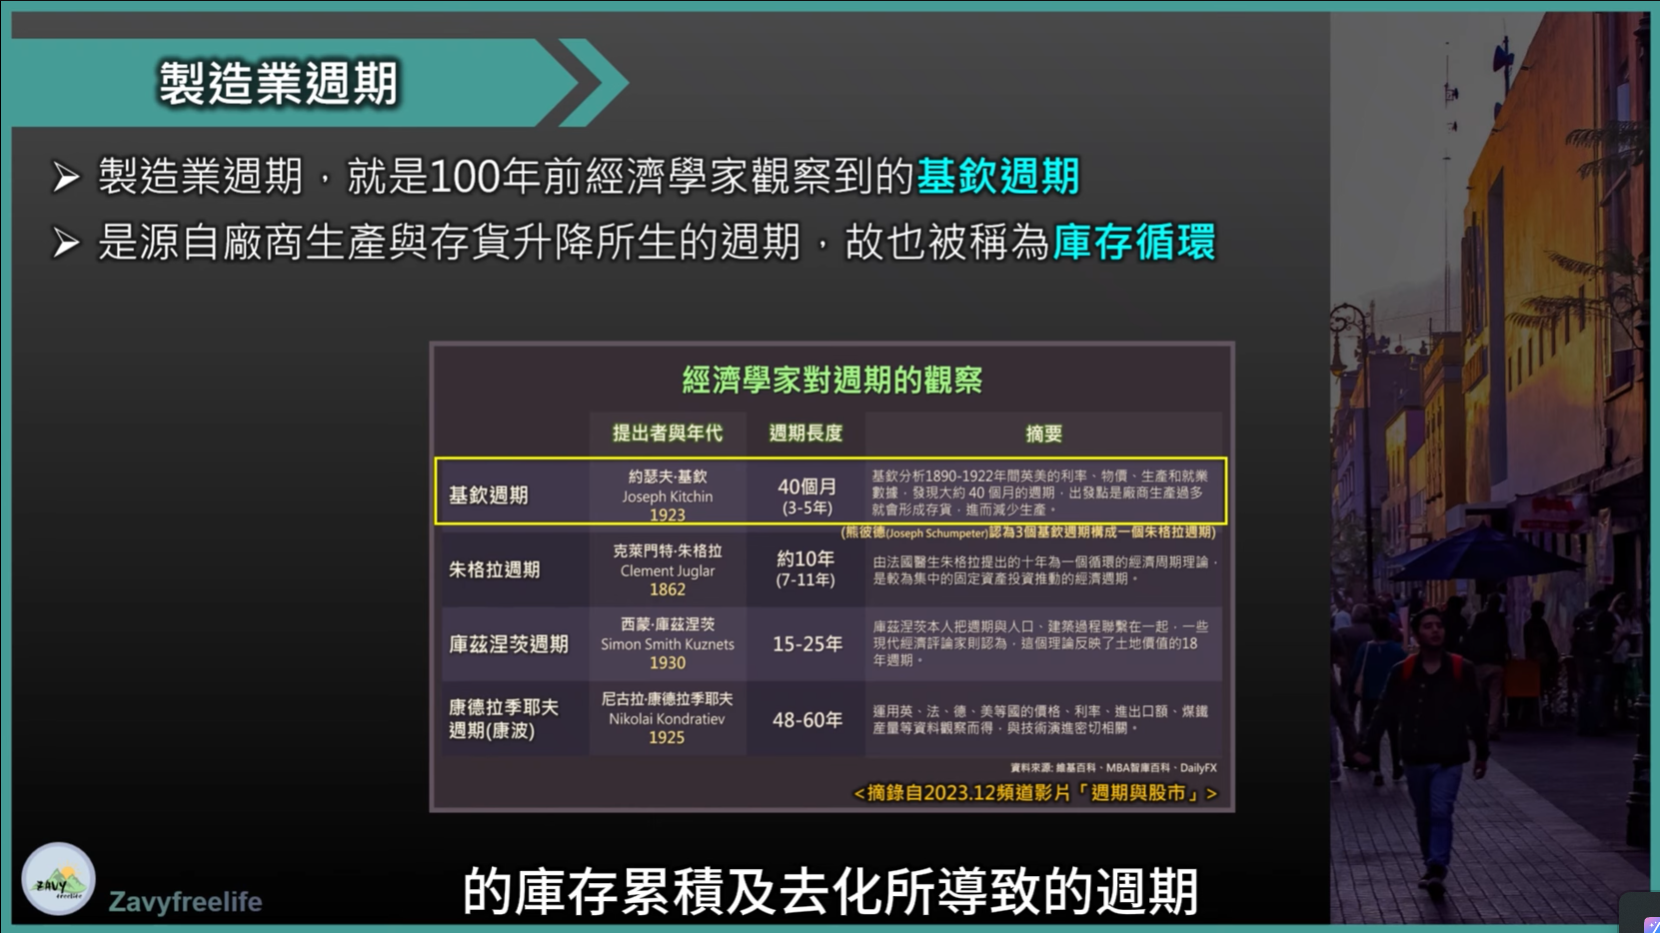 製造業週期
➢ 製造業週期，就是100年前經濟學家觀察到的基欽週期
➢ 是源自廠商生產與存貨升降所生的週期，故也被稱為庫存循環
經濟學家對週期的觀察
提出者與年代 週期長度 摘要
基欽週期
約瑟夫·基欽
Joseph Kitchin
1923
40個月
(3-5年)
基欽分析1890-1922年間英美的利率、物價、生產和就業
數據，發現大約 40 個月的週期，出發點是廠商生產過多
就會形成存貨，進而減少生產。
(熊彼德(Joseph Schumpeter)認為3個基欽週期構成一個朱格拉週期)
朱格拉週期
克萊門特·朱格拉
Clement Juglar
1862
約10年
(7-11年)
由法國醫生朱格拉提出的十年為一個循環的經濟周期理論，
是較為集中的固定資產投資推動的經濟週期。
庫茲涅茨週期
西蒙·庫茲涅茨
Simon Smith Kuznets
1930
15-25年
庫茲涅茨本人把週期與人口、建築過程聯繫在一起，一些
現代經濟評論家則認為，這個理論反映了土地價值的18
年週期。
康德拉季耶夫
週期(康波)
尼古拉·康德拉季耶夫
Nikolai Kondratiev
1925
48-60年
運用英、法、德、美等國的價格、利率、進出口額、煤鐵
産量等資料觀察而得，與技術演進密切相關。
資料來源: 維基百科、MBA智庫百科、DailyFX
<摘錄自2023.12頻道影片「週期與股市」>
ZAVY
freelife
Zavyfreelife
的庫存累積及去化所導致的週期